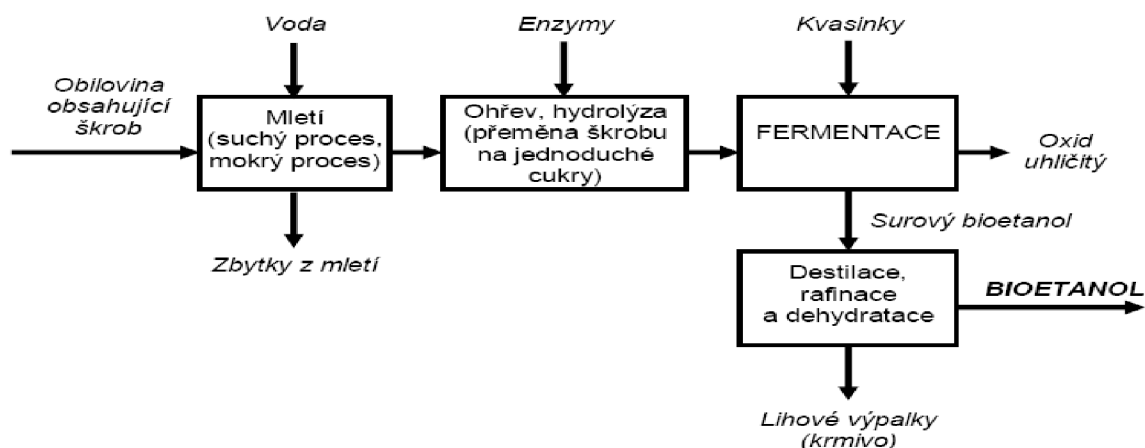 Voda
Enzymy
Kvasinky
Obilovina
obsahující
škrob
Mletí
(suchý proces,
mokrý proces)
Ohřev, hydrolýza
(přeměna škrobu
na jednoduché
cukry)
FERMENTACE
Oxid
uhličitý
Zbytky z mletí
Surový bioetanol
Destilace,
rafinace
a dehydratace
BIOETANOL
Lihové výpalky
(krmivo)